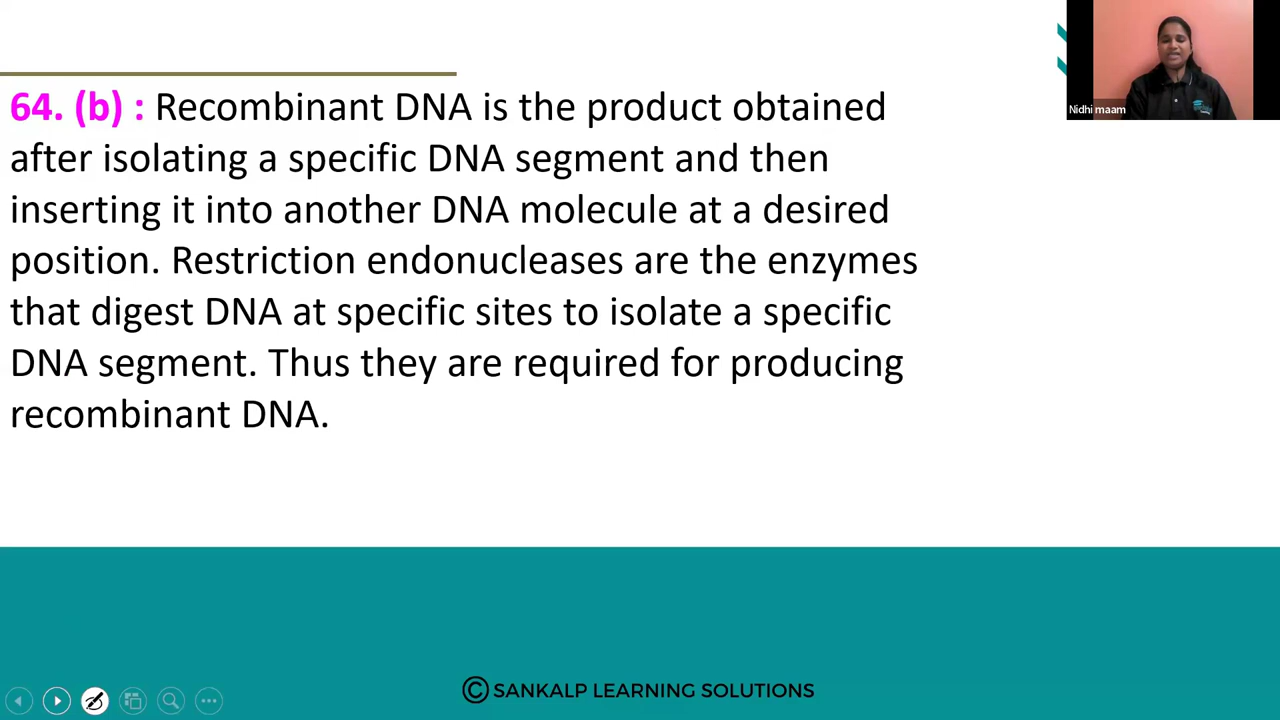 64. (b) : Recombinant DNA is the product obtained
after isolating a specific DNA segment and then
inserting it into another DNA molecule at a desired
position. Restriction endonucleases are the enzymes
that digest DNA at specific sites to isolate a specific
DNA segment. Thus they are required for producing
recombinant DNA.
Nidhi maam
© SANKALP LEARNING SOLUTIONS